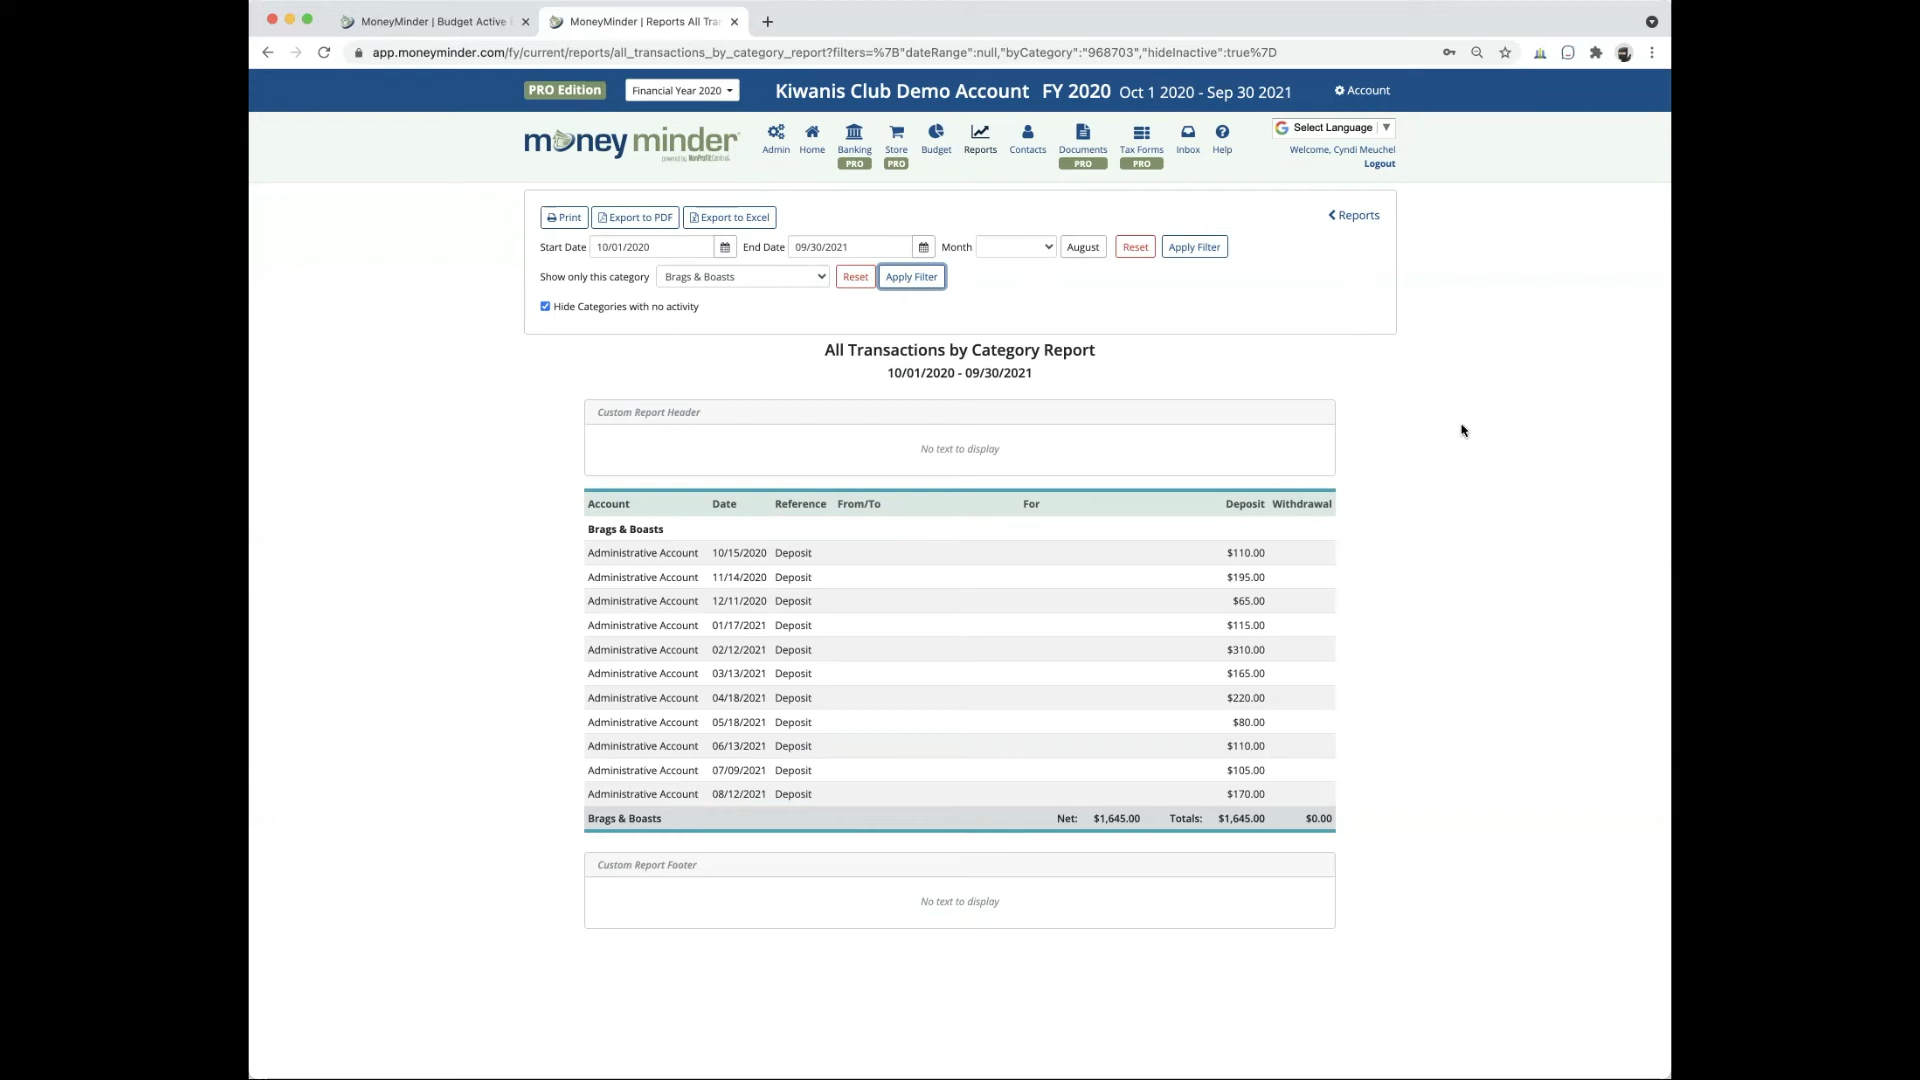 MoneyMinder | Budget Active
MoneyMinder | Reports All Tra
app.moneyminder.com/fy/current/reports/all_transactions_by_category_report?filters=%7B"dateRange":null,"byCategory":"968703","hideInactive":true%7D
PRO Edition Financial Year 2020 Kiwanis Club Demo Account FY 2020 Oct 1 2020 - Sep 30 2021 Account
moneyminder
powered by NonProfit Central
Admin Home Banking Store Budget Reports Contacts Documents Tax Forms Inbox Help
PRO PRO PRO PRO
Select Language ▼
Welcome, Cyndi Meuchel
Logout
Print Export to PDF Export to Excel Reports
Start Date 10/01/2020 End Date 09/30/2021 Month August Reset Apply Filter
Show only this category Brags & Boasts Reset Apply Filter
Hide Categories with no activity
All Transactions by Category Report
10/01/2020 - 09/30/2021
Custom Report Header
No text to display
Account Date Reference From/To For Deposit Withdrawal
Brags & Boasts
Administrative Account 10/15/2020 Deposit $110.00
Administrative Account 11/14/2020 Deposit $195.00
Administrative Account 12/11/2020 Deposit $65.00
Administrative Account 01/17/2021 Deposit $115.00
Administrative Account 02/12/2021 Deposit $310.00
Administrative Account 03/13/2021 Deposit $165.00
Administrative Account 04/18/2021 Deposit $220.00
Administrative Account 05/18/2021 Deposit $80.00
Administrative Account 06/13/2021 Deposit $110.00
Administrative Account 07/09/2021 Deposit $105.00
Administrative Account 08/12/2021 Deposit $170.00
Brags & Boasts Net: $1,645.00 Totals: $1,645.00 $0.00
Custom Report Footer
No text to display